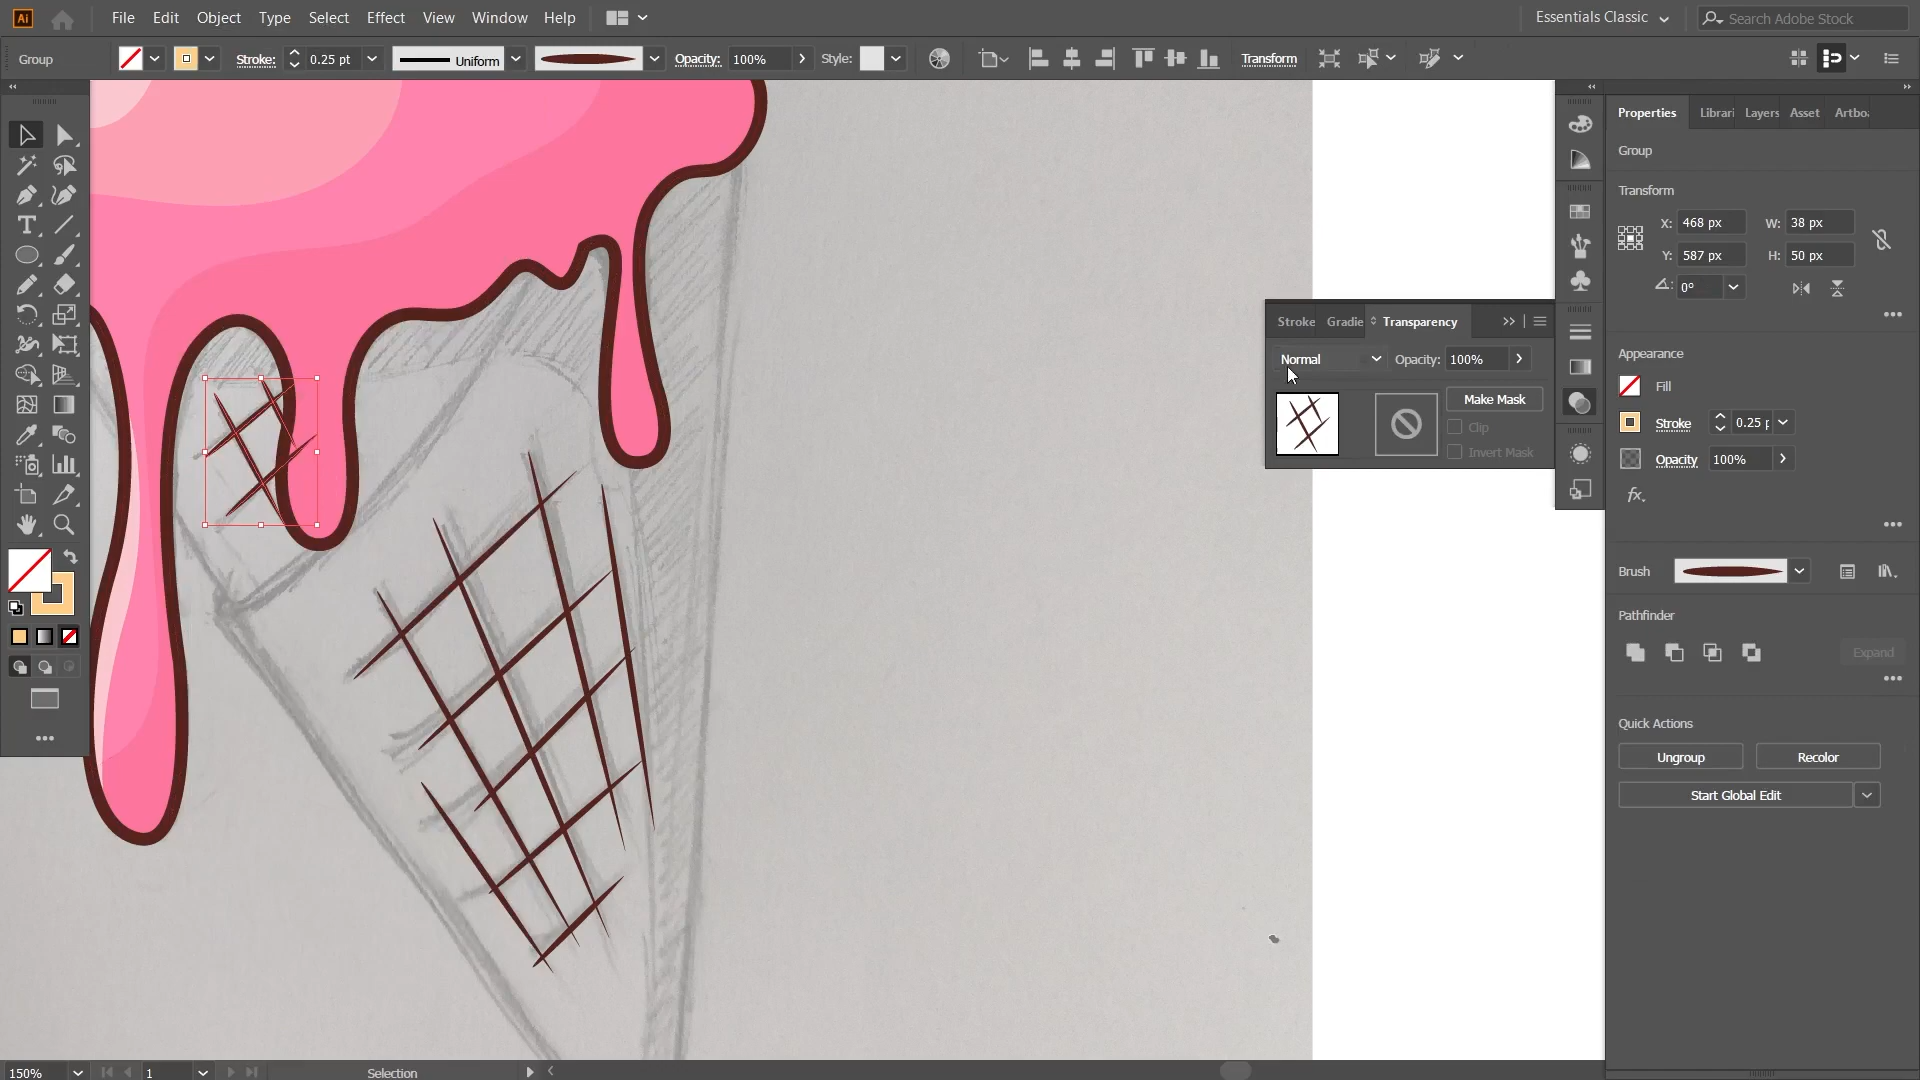 Ai File Edit Object Type Select Effect View Window Help Essentials Classic Search Adobe Stock
Group Stroke: 0.25 pt Uniform Opacity: 100% Style: Transform
Properties Librari Layers Asset Artbo
Group
Transform
X: 468 px W: 38 px
Y: 587 px H: 50 px
0°
Stroke Gradie Transparency
Normal Opacity: 100%
Make Mask
Clip
Invert Mask
Appearance
Fill
Stroke 0.25 p
Opacity 100%
fx.
Brush
Pathfinder
Expand
Quick Actions
Ungroup Recolor
Start Global Edit
150% 1 Selection